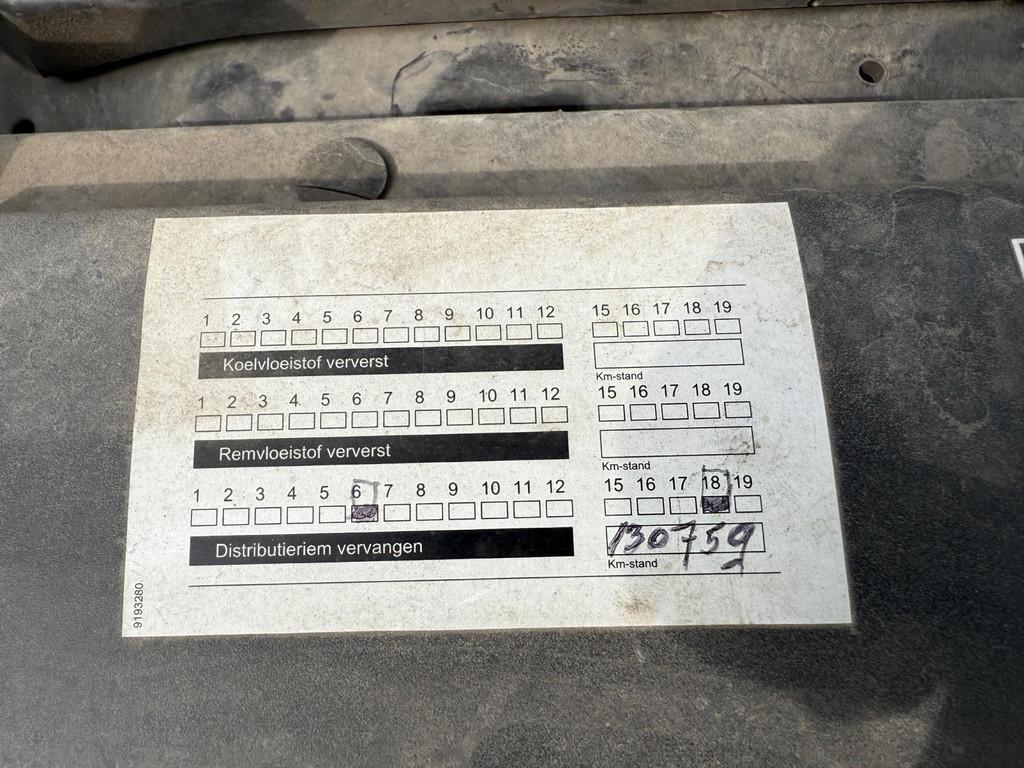 1 2 3 4 5 6 7 8 9 10 11 12 15 16 17 18 19
Koelvloeistof ververst
Km-stand
1 2 3 4 5 6 7 8 9 10 11 12 15 16 17 18 19
Remvloeistof ververst
Km-stand
1 2 3 4 5 6 7 8 9 10 11 12 15 16 17 18 19
Distributieriem vervangen 130759
Km-stand
9193280